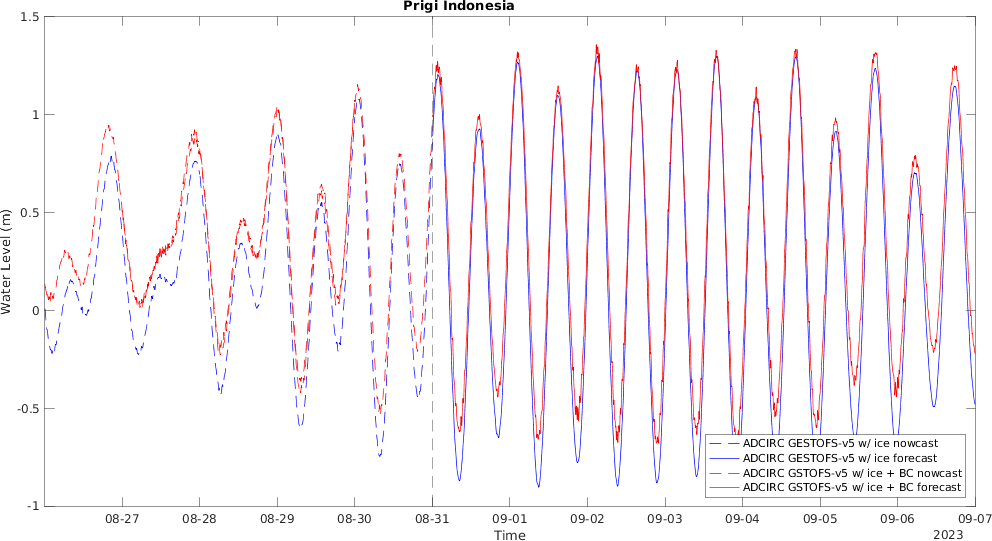 Prigi Indonesia
1.5
1
0.5
0
-0.5
-1
Water Level (m)
ADCIRC GESTOFS-v5 w/ ice nowcast
ADCIRC GESTOFS-v5 w/ ice forecast
ADCIRC GSTOFS-v5 w/ ice + BC nowcast
ADCIRC GSTOFS-v5 w/ ice + BC forecast
08-27 08-28 08-29 08-30 08-31 09-01 09-02 09-03 09-04 09-05 09-06 09-07
Time
2023